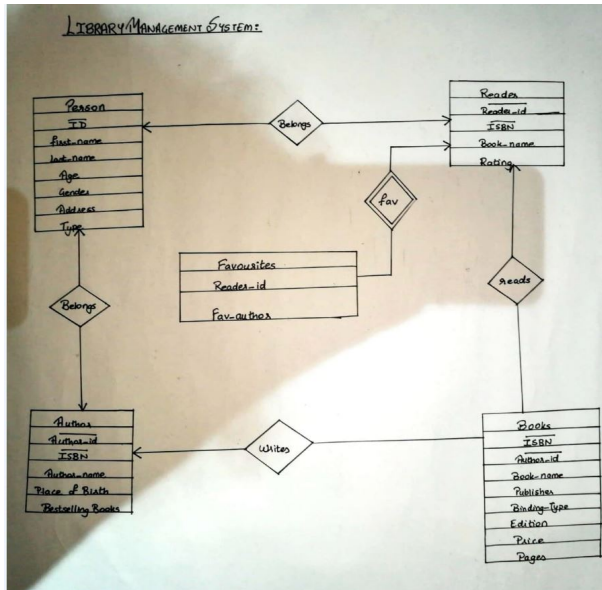 LIBRARY MANAGEMENT SYSTEM:
Person
ID
first-name
last-name
Age
Gender
Address
Type
Belongs
Reader
Reader-id
ISBN
Book-name
Rating
fav
Favourites
Reader-id
Fav-author
Belongs
reads
Author
Author-id
ISBN
Author-name
Place of Birth
Bestselling Books
Writes
Books
ISBN
Author-id
Book-name
Publisher
Binding-Type
Edition
Price
Pages